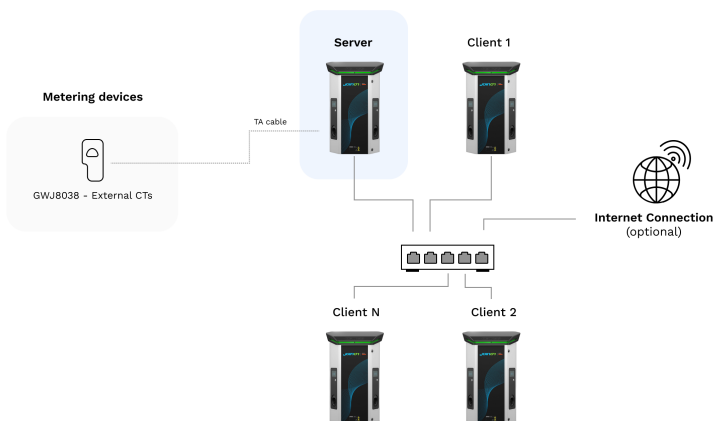 Server
Client 1
Metering devices
TA cable
GWJ8038 - External CTs
Internet Connection
(optional)
Client N
Client 2